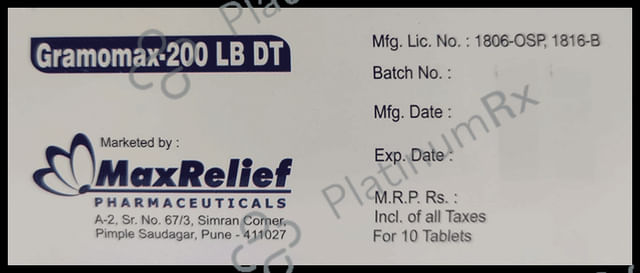 Gramomax-200 LB DT
Marketed by :
MaxRelief
PHARMACEUTICALS
A-2, Sr. No. 67/3, Simran Corner,
Pimple Saudagar, Pune - 411027
Mfg. Lic. No. : 1806-OSP, 1816-B
Batch No. :
Mfg. Date :
Exp. Date :
M.R.P. Rs. :
Incl. of all Taxes
For 10 Tablets
PlatinumRx
PlatinumRx